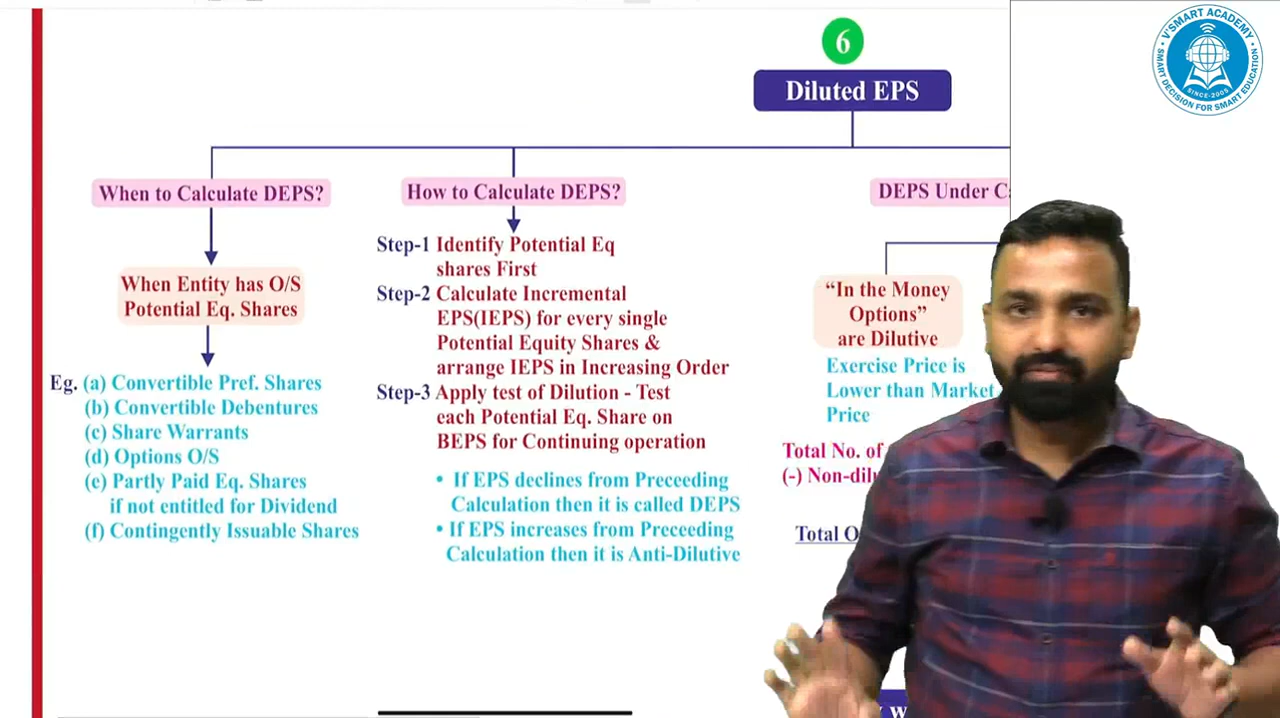 6
Diluted EPS
When to Calculate DEPS?
When Entity has O/S
Potential Eq. Shares
Eg. (a) Convertible Pref. Shares
(b) Convertible Debentures
(c) Share Warrants
(d) Options O/S
(e) Partly Paid Eq. Shares
if not entitled for Dividend
(f) Contingently Issuable Shares
How to Calculate DEPS?
Step-1 Identify Potential Eq
shares First
Step-2 Calculate Incremental
EPS(IEPS) for every single
Potential Equity Shares &
arrange IEPS in Increasing Order
Step-3 Apply test of Dilution - Test
each Potential Eq. Share on
BEPS for Continuing operation
• If EPS declines from Preceeding
Calculation then it is called DEPS
• If EPS increases from Preceeding
Calculation then it is Anti-Dilutive
DEPS Under
“In the Money
Options”
are Dilutive
Exercise Price is
Lower than Market
Price
Total No. of
(-)
Total
V'SMART ACADEMY
SMART DECISION FOR SMART EDUCATION
SINCE-2005